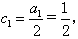 c₁ = a₁/2 = 1/2,